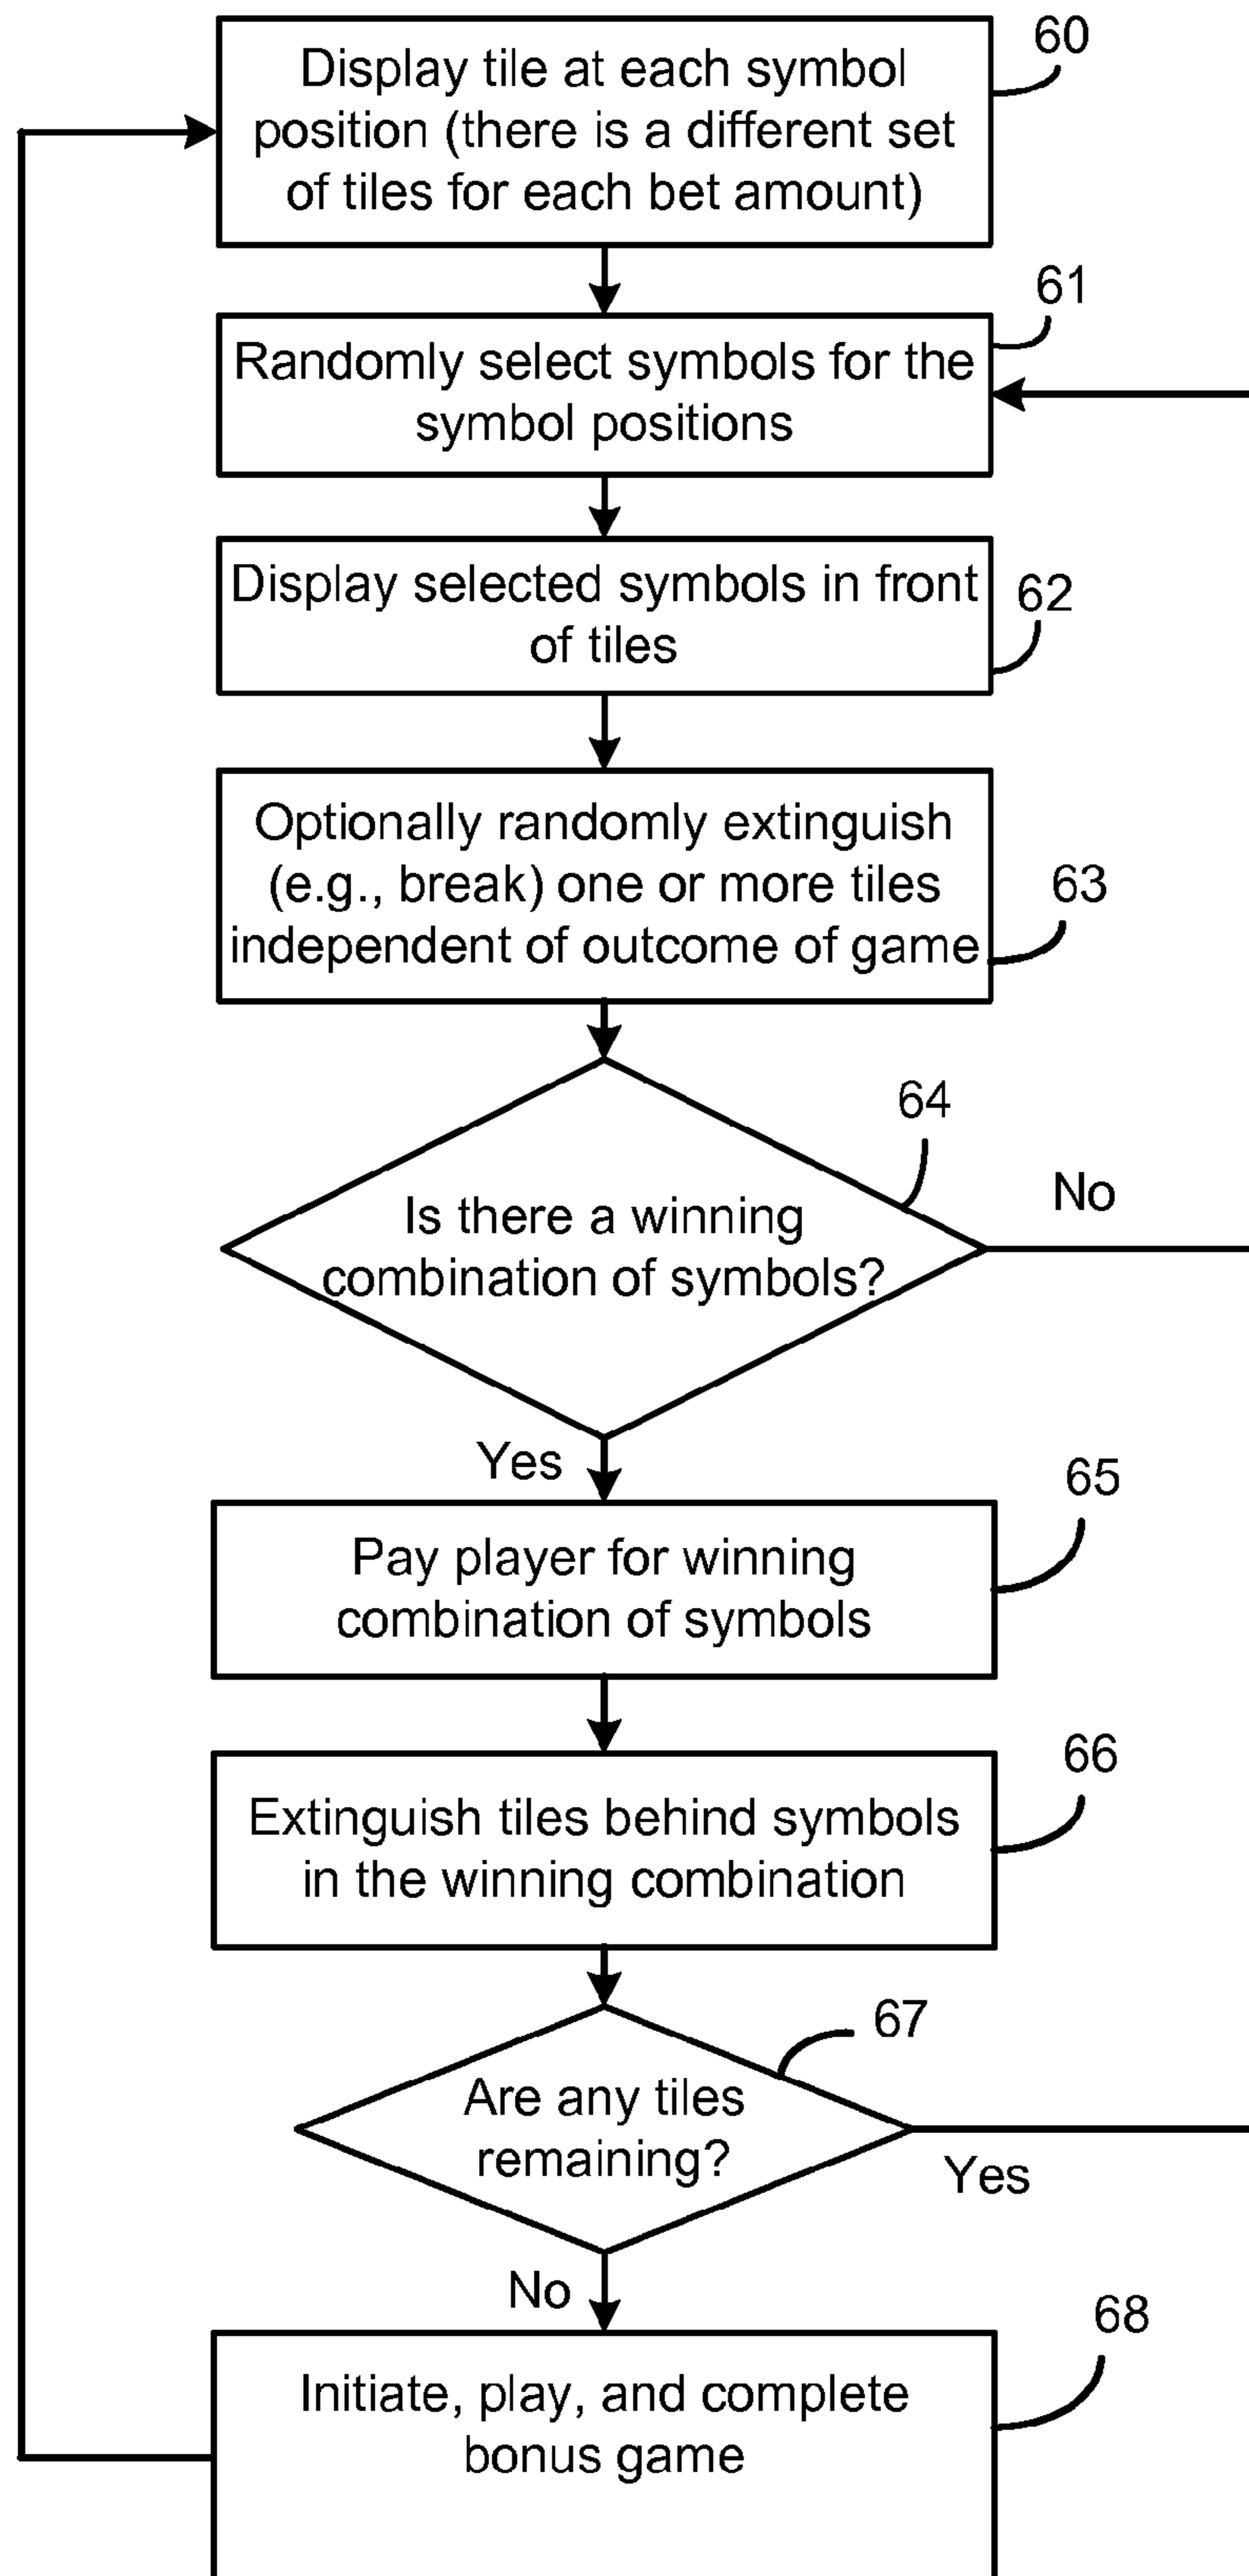 Display tile at each symbol
position (there is a different set
of tiles for each bet amount)
60
Randomly select symbols for the
symbol positions
61
Display selected symbols in front
of tiles
62
Optionally randomly extinguish
(e.g., break) one or more tiles
independent of outcome of game
63
Is there a winning
combination of symbols?
64
No
Yes
Pay player for winning
combination of symbols
65
Extinguish tiles behind symbols
in the winning combination
66
Are any tiles
remaining?
67
Yes
No
Initiate, play, and complete
bonus game
68